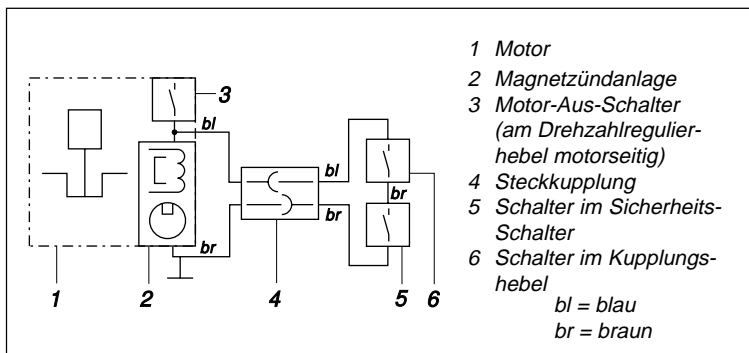 1 Motor
2 Magnetzündanlage
3 Motor-Aus-Schalter
(am Drehzahlregulier-
hebel motorseitig)
4 Steckkupplung
5 Schalter im Sicherheits-
Schalter
6 Schalter im Kupplungs-
hebel
bl = blau
br = braun
3
bl
bl
br
br
br
1
2
4
5
6